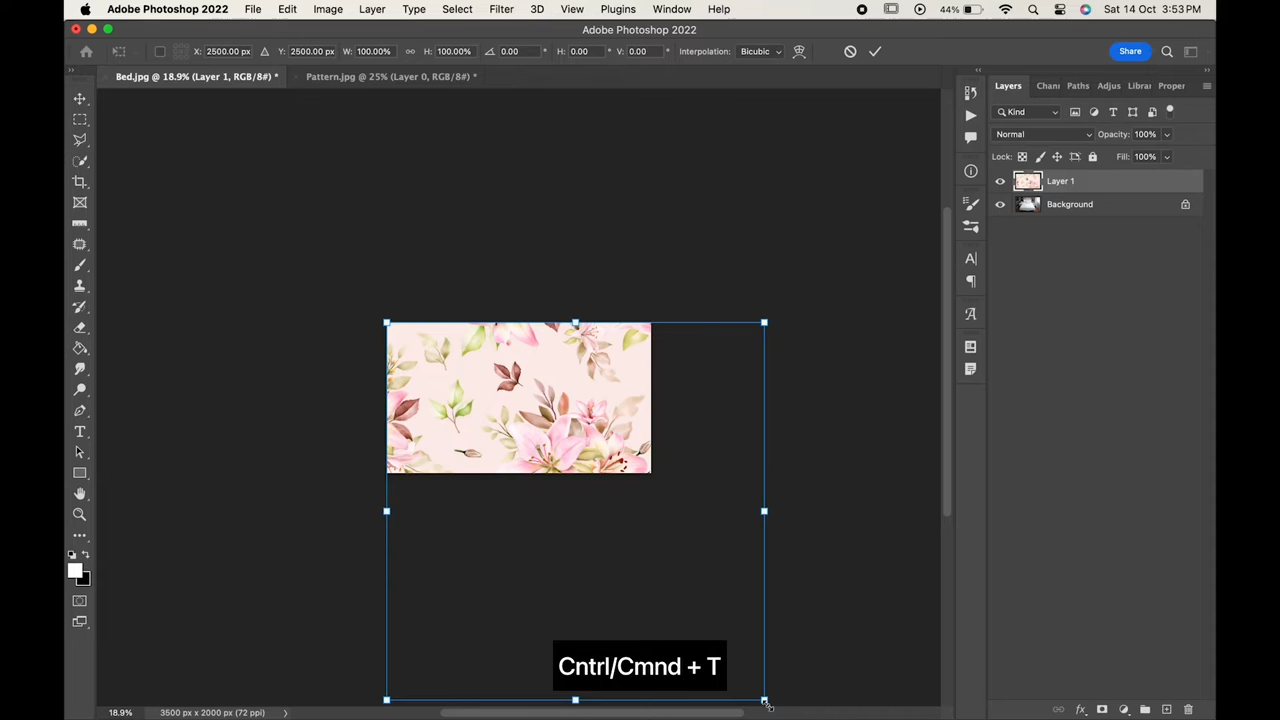 Adobe Photoshop 2022 File Edit Image Layer Type Select Filter 3D View Plugins Window Help 44% Sat 14 Oct 3:53 PM
Adobe Photoshop 2022
X: 2500.00 px Y: 2500.00 px W: 100.00% H: 100.00% 0.00 ° H: 0.00 ° V: 0.00 ° Interpolation: Bicubic Share
Bed.jpg @ 18.9% (Layer 1, RGB/8#) * Pattern.jpg @ 25% (Layer 0, RGB/8#) *
Layers Chann Paths Adjus Librar Proper
Kind
Normal Opacity: 100%
Lock: Fill: 100%
Layer 1
Background
Cntrl/Cmnd + T
18.9% 3500 px x 2000 px (72 ppi)